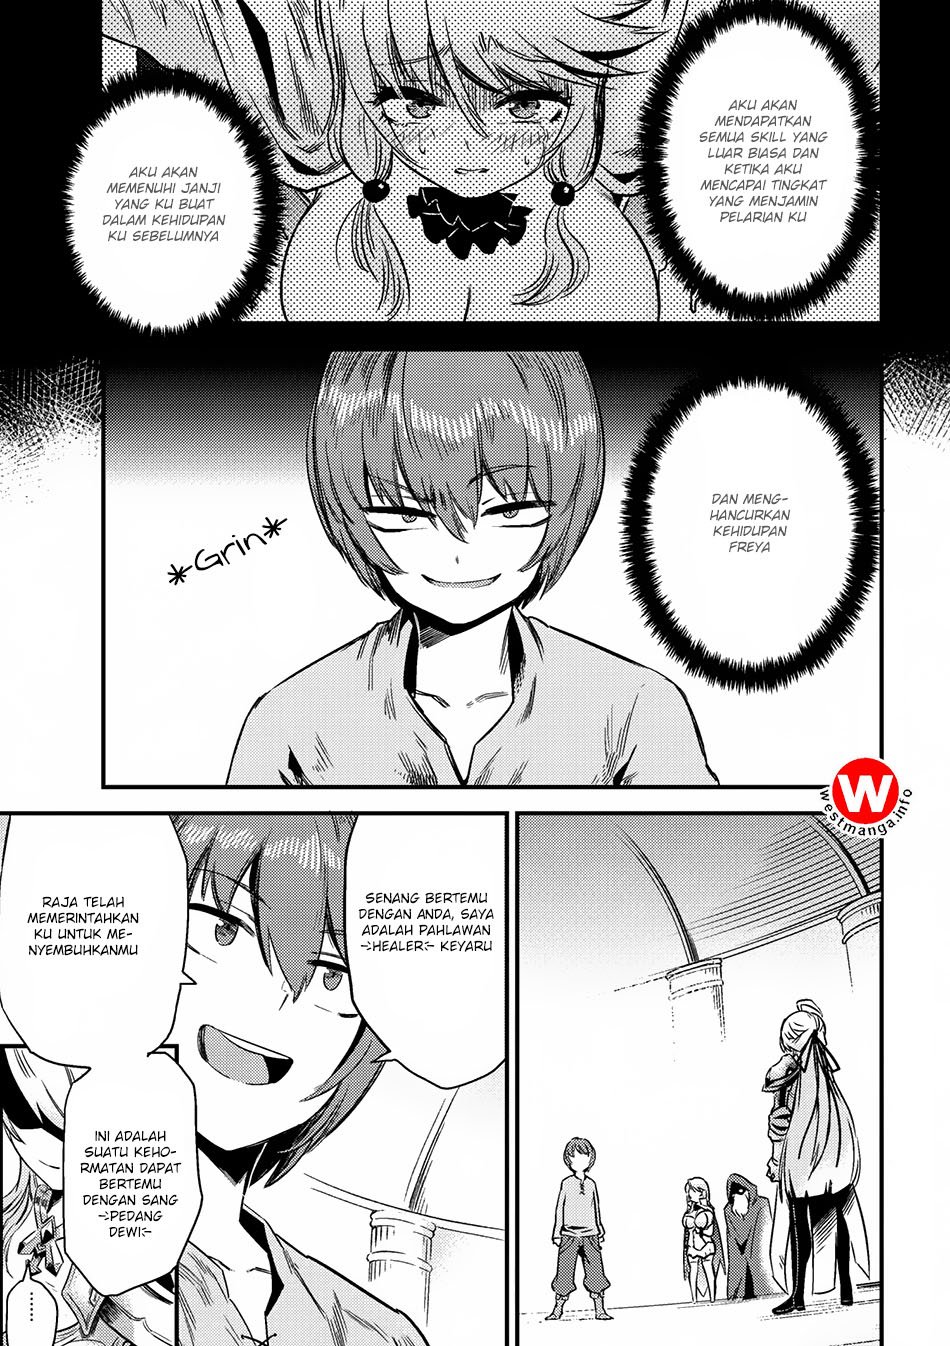 AKU AKAN
MENDAPATKAN
SEMUA SKILL YANG
LUAR BIASA DAN
KETIKA AKU
MENCAPAI TINGKAT
YANG MENJAMIN
PELARIAN KU
AKU AKAN
MEMENUHI JANJI
YANG KU BUAT
DALAM KEHIDUPAN
KU SEBELUMNYA
DAN MENG-
HANCURKAN
KEHIDUPAN
FREYA
*Grin*
W
westmanga.info
SENANG BERTEMU
DENGAN ANDA, SAYA
ADALAH PAHLAWAN
-:HEALER:- KEYARU
RAJA TELAH
MEMERINTAHKAN
KU UNTUK ME-
NYEMBUHKANMU
INI ADALAH
SUATU KEHO-
RMATAN DAPAT
BERTEMU
DENGAN SANG
-:PEDANG
DEWI:-
........